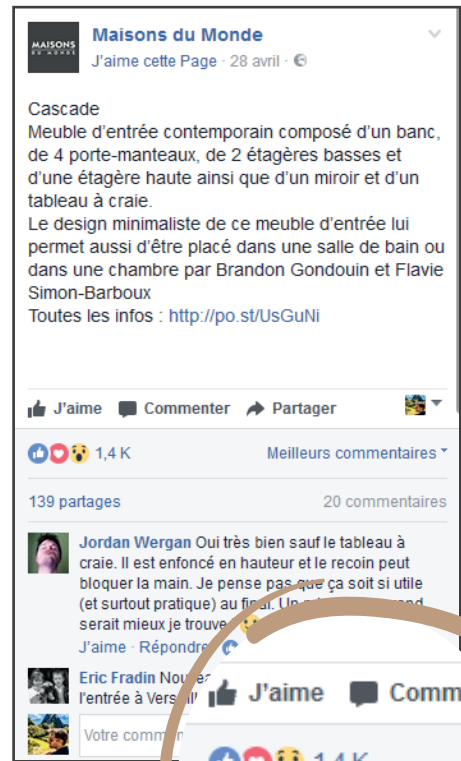 MAISONS
DU MONDE
Maisons du Monde
J'aime cette Page · 28 avril ·
Cascade
Meuble d'entrée contemporain composé d'un banc,
de 4 porte-manteaux, de 2 étagères basses et
d'une étagère haute ainsi que d'un miroir et d'un
tableau à craie.
Le design minimaliste de ce meuble d'entrée lui
permet aussi d'être placé dans une salle de bain ou
dans une chambre par Brandon Gondouin et Flavie
Simon-Barboux
Toutes les infos : http://po.st/UsGuNi
J'aime Commenter Partager
1,4 K Meilleurs commentaires
139 partages 20 commentaires
Jordan Wergan Oui très bien sauf le tableau à
craie. Il est enfoncé en hauteur et le recoin peut
bloquer la main. Je pense pas que ça soit si utile
(et surtout pratique) au final. Un
serait mieux je trouve
J'aime · Répondre
Eric Fradin
l'entrée à
Votre
J'aime Comm
1,4 K